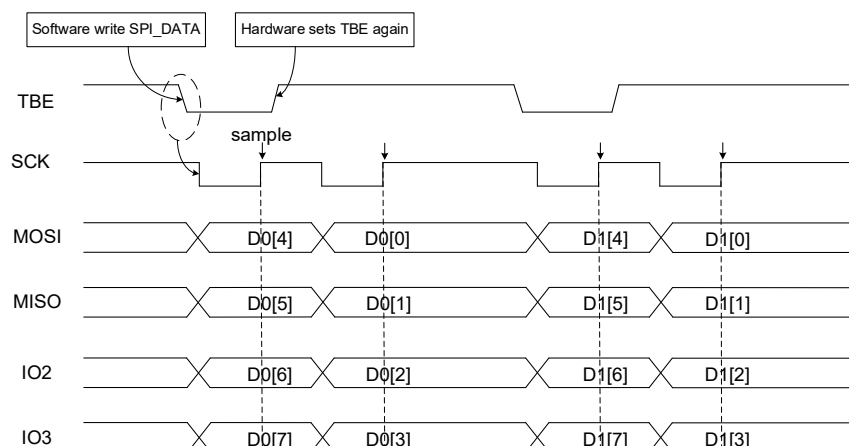 Software write SPI_DATA
Hardware sets TBE again
TBE
sample
SCK
MOSI D0[4] D0[0] D1[4] D1[0]
MISO D0[5] D0[1] D1[5] D1[1]
IO2 D0[6] D0[2] D1[6] D1[2]
IO3 D0[7] D0[3] D1[7] D1[3]